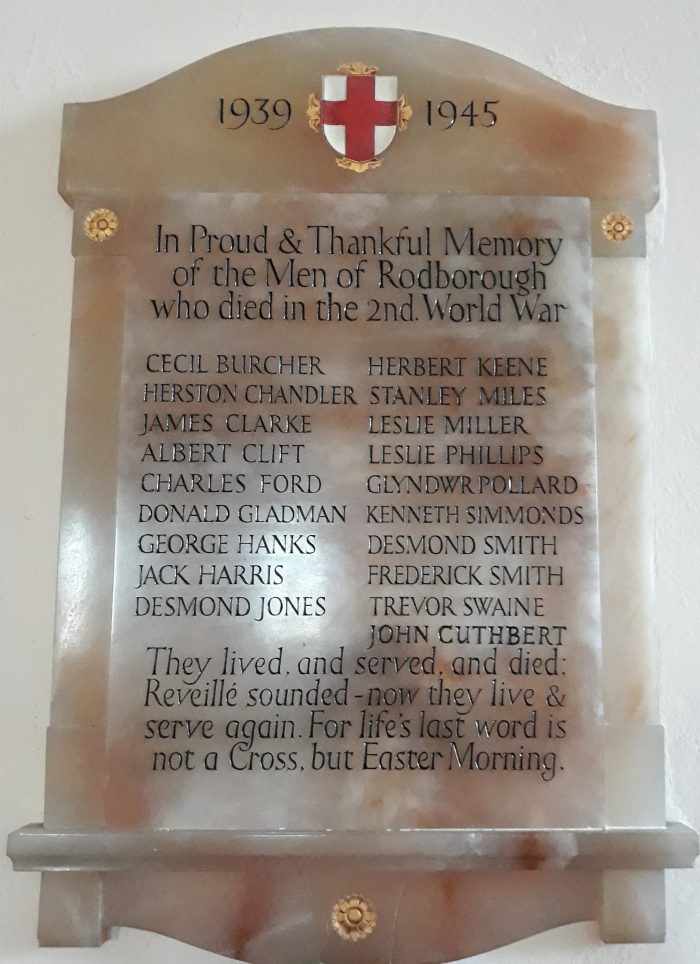 1939 1945
In Proud & Thankful Memory
of the Men of Rodborough
who died in the 2nd. World War
CECIL BURCHER
HERSTON CHANDLER
JAMES CLARKE
ALBERT CLIFT
CHARLES FORD
DONALD GLADMAN
GEORGE HANKS
JACK HARRIS
DESMOND JONES
HERBERT KEENE
STANLEY MILES
LESLIE MILLER
LESLIE PHILLIPS
GLYNDWR POLLARD
KENNETH SIMMONDS
DESMOND SMITH
FREDERICK SMITH
TREVOR SWAINE
JOHN CUTHBERT
They lived, and served, and died:
Reveillé sounded - now they live &
serve again. For life's last word is
not a Cross, but Easter Morning.